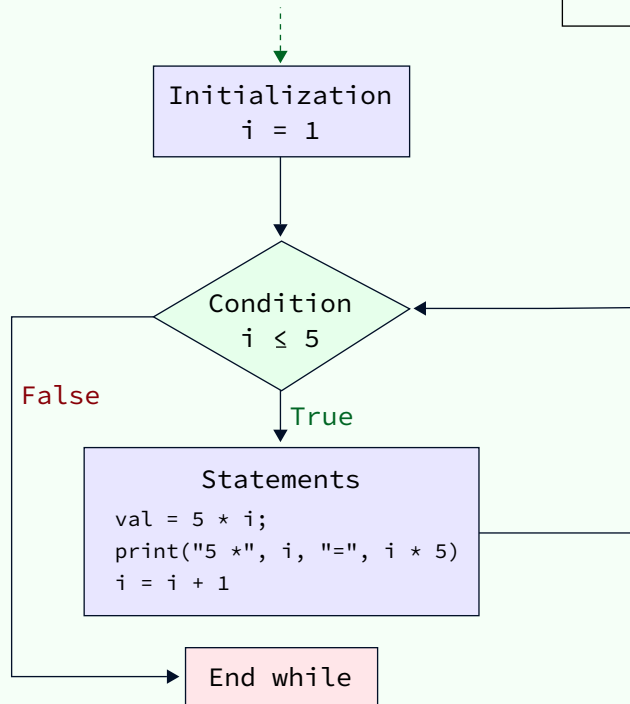 Initialization
i = 1
Condition
i ≤ 5
False
True
Statements
val = 5 * i;
print("5 *", i, "=", i * 5)
i = i + 1
End while